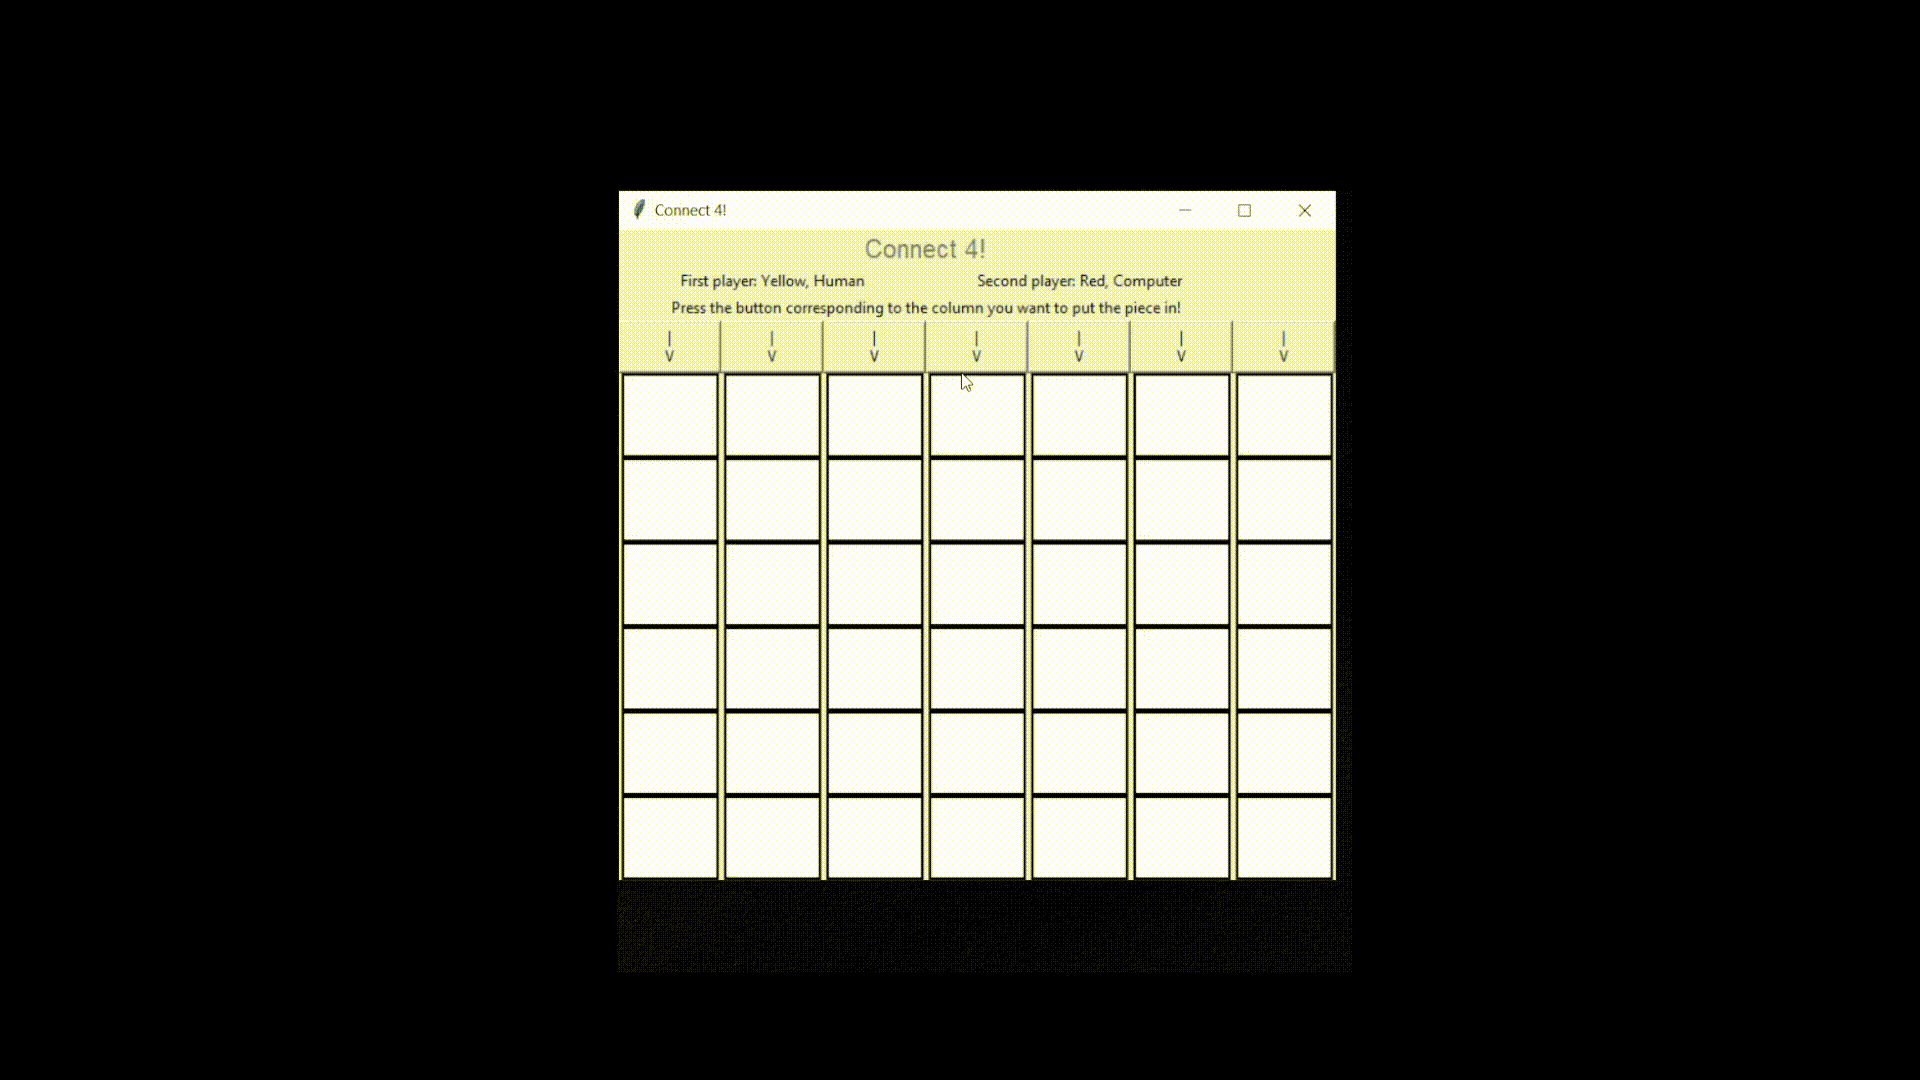 Connect 4!
Connect 4!
First player: Yellow, Human Second player: Red, Computer
Press the button corresponding to the column you want to put the piece in!
| | | | | | |
V V V V V V V